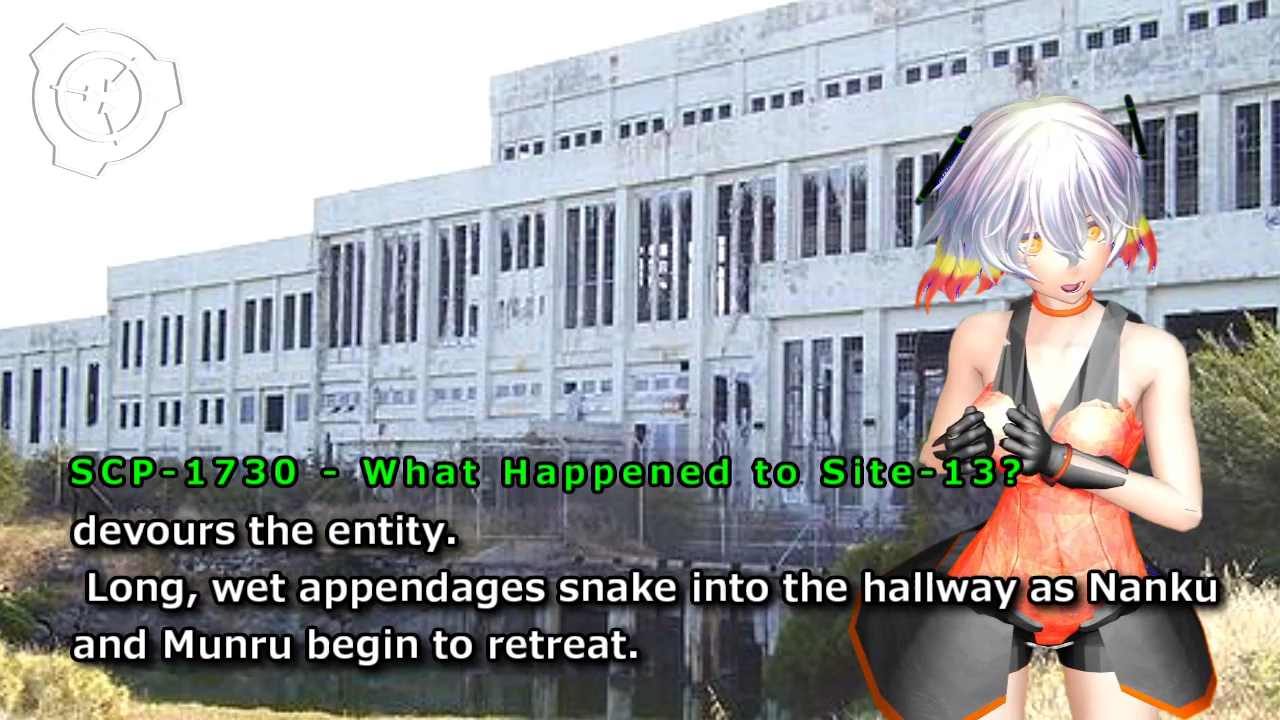 SCP-1730 - What Happened to Site-13?
devours the entity.
Long, wet appendages snake into the hallway as Nanku
and Munru begin to retreat.